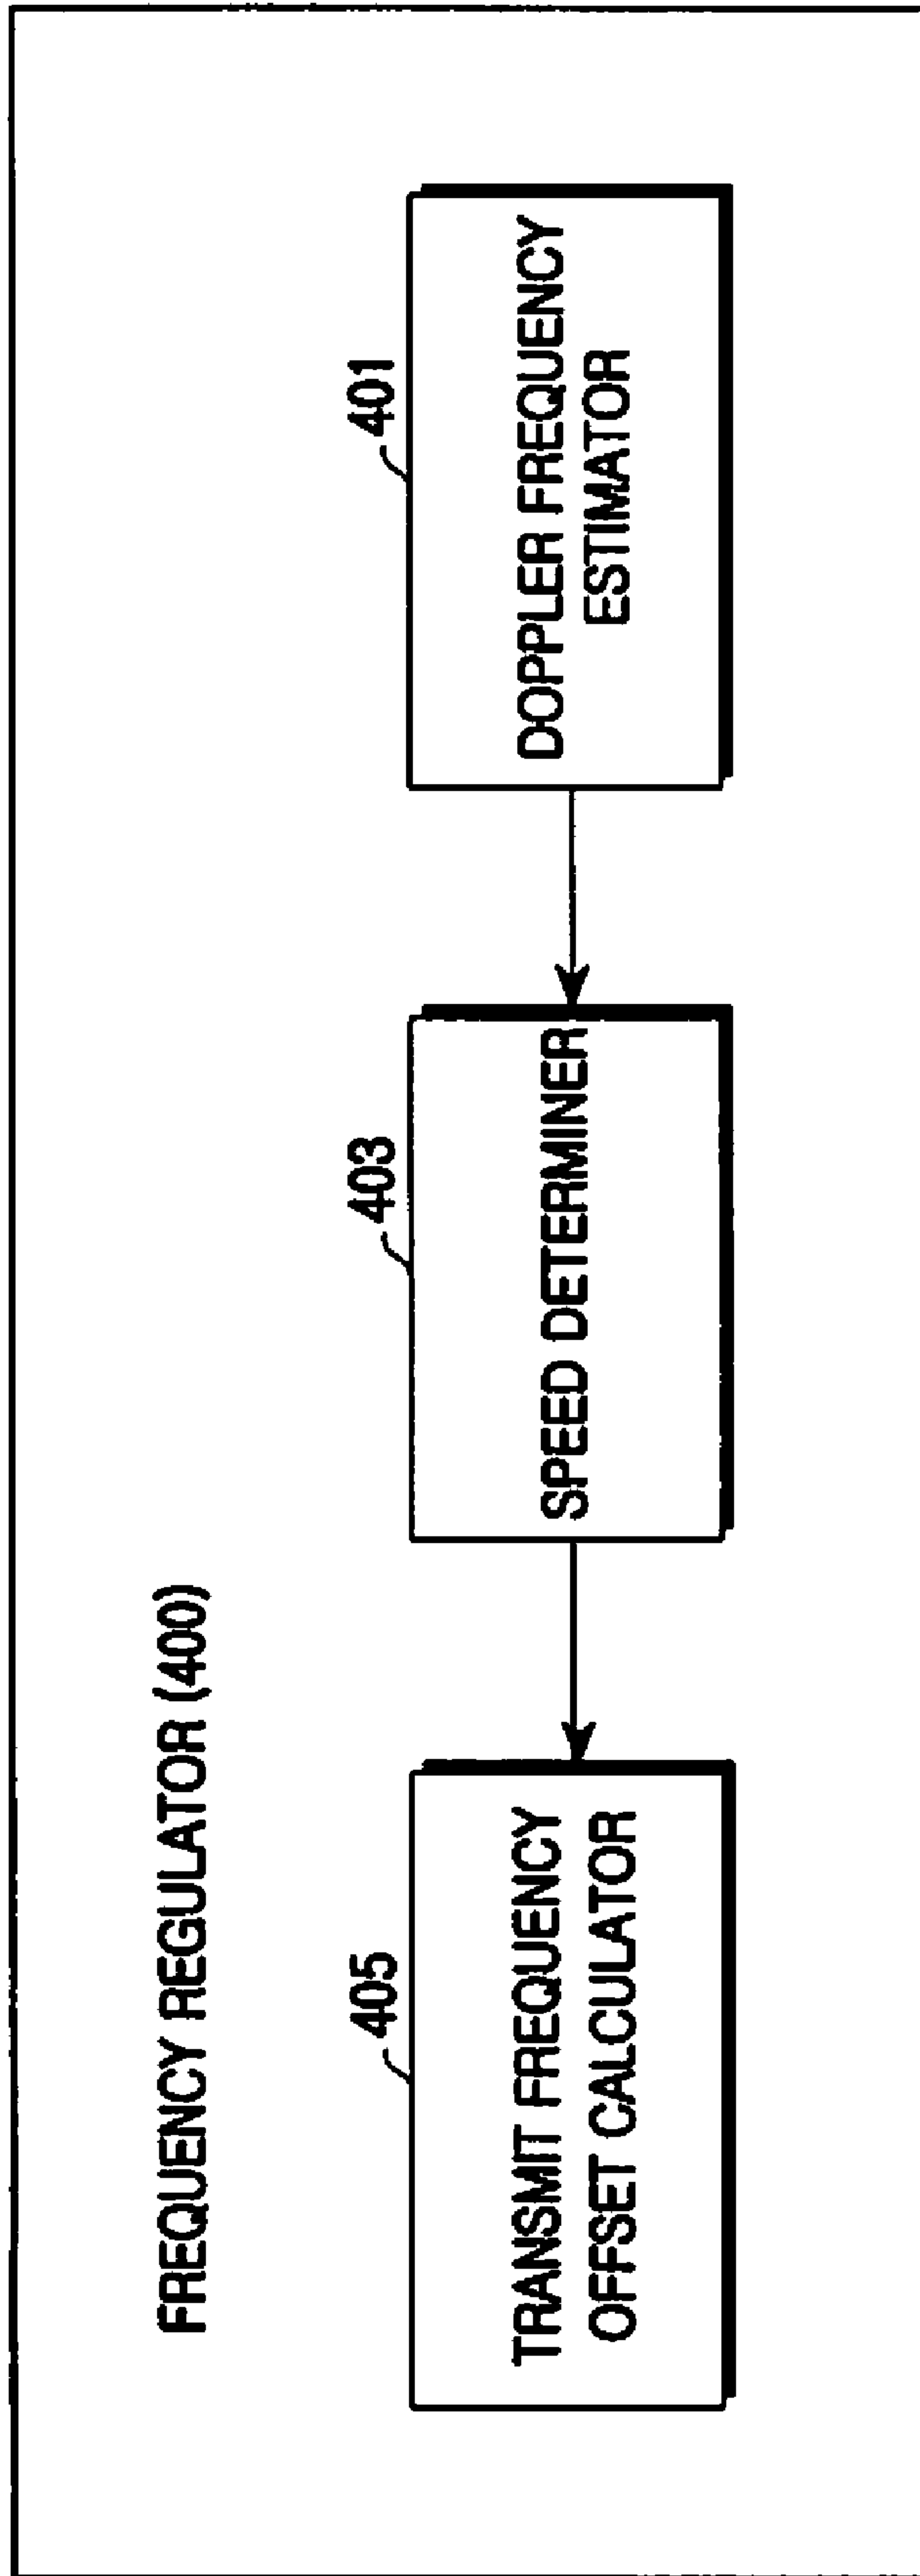 FREQUENCY REGULATOR (400)
405
TRANSMIT FREQUENCY
OFFSET CALCULATOR
403
SPEED DETERMINER
401
DOPPLER FREQUENCY
ESTIMATOR